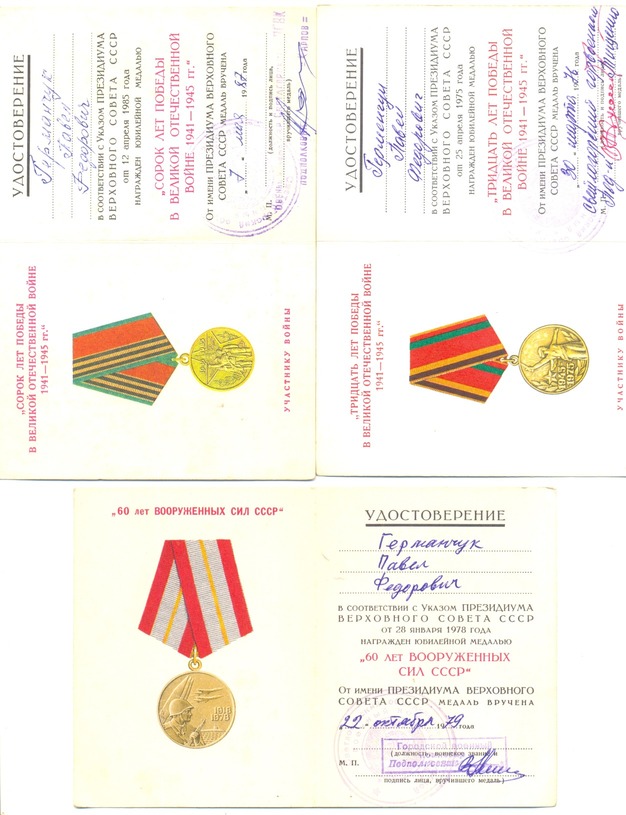 УДОСТОВЕРЕНИЕ
Германчук
Павел
Федорович
в соответствии с Указом ПРЕЗИДИУМА
ВЕРХОВНОГО СОВЕТА СССР
от 12 апреля 1985 года
НАГРАЖДЕН ЮБИЛЕЙНОЙ МЕДАЛЬЮ
„СОРОК ЛЕТ ПОБЕДЫ
В ВЕЛИКОЙ ОТЕЧЕСТВЕННОЙ
ВОЙНЕ 1941—1945 гг.“
От имени ПРЕЗИДИУМА ВЕРХОВНОГО
СОВЕТА СССР МЕДАЛЬ ВРУЧЕНА
„7“ мая 1987 года
М. П.
(должность и подпись лица,
вручившего медаль)
„СОРОК ЛЕТ ПОБЕДЫ
В ВЕЛИКОЙ ОТЕЧЕСТВЕННОЙ ВОЙНЕ
1941—1945 гг.“
УЧАСТНИКУ ВОЙНЫ
УДОСТОВЕРЕНИЕ
Германчук
Павел
Федорович
в соответствии с Указом ПРЕЗИДИУМА
ВЕРХОВНОГО СОВЕТА СССР
от 25 апреля 1975 года
НАГРАЖДЕН ЮБИЛЕЙНОЙ МЕДАЛЬЮ
„ТРИДЦАТЬ ЛЕТ ПОБЕДЫ
В ВЕЛИКОЙ ОТЕЧЕСТВЕННОЙ
ВОЙНЕ 1941—1945 гг.“
От имени ПРЕЗИДИУМА ВЕРХОВНОГО
СОВЕТА СССР МЕДАЛЬ ВРУЧЕНА
„30“ марта 1976 года
М. П.
вручившего медаль)
„ТРИДЦАТЬ ЛЕТ ПОБЕДЫ
В ВЕЛИКОЙ ОТЕЧЕСТВЕННОЙ ВОЙНЕ
1941—1945 гг.“
УЧАСТНИКУ ВОЙНЫ
„60 лет ВООРУЖЕННЫХ СИЛ СССР“
1918
1978
УДОСТОВЕРЕНИЕ
Германчук
Павел
Федорович
в соответствии с Указом ПРЕЗИДИУМА
ВЕРХОВНОГО СОВЕТА СССР
ОТ 28 ЯНВАРЯ 1978 ГОДА
НАГРАЖДЕН ЮБИЛЕЙНОЙ МЕДАЛЬЮ
„60 лет ВООРУЖЕННЫХ
СИЛ СССР“
От имени ПРЕЗИДИУМА ВЕРХОВНОГО
СОВЕТА СССР МЕДАЛЬ ВРУЧЕНА
22 октября 1979 года
Городской военный
(должность, воинское звание и
М. П. Подполковник
подпись лица, вручившего медаль)